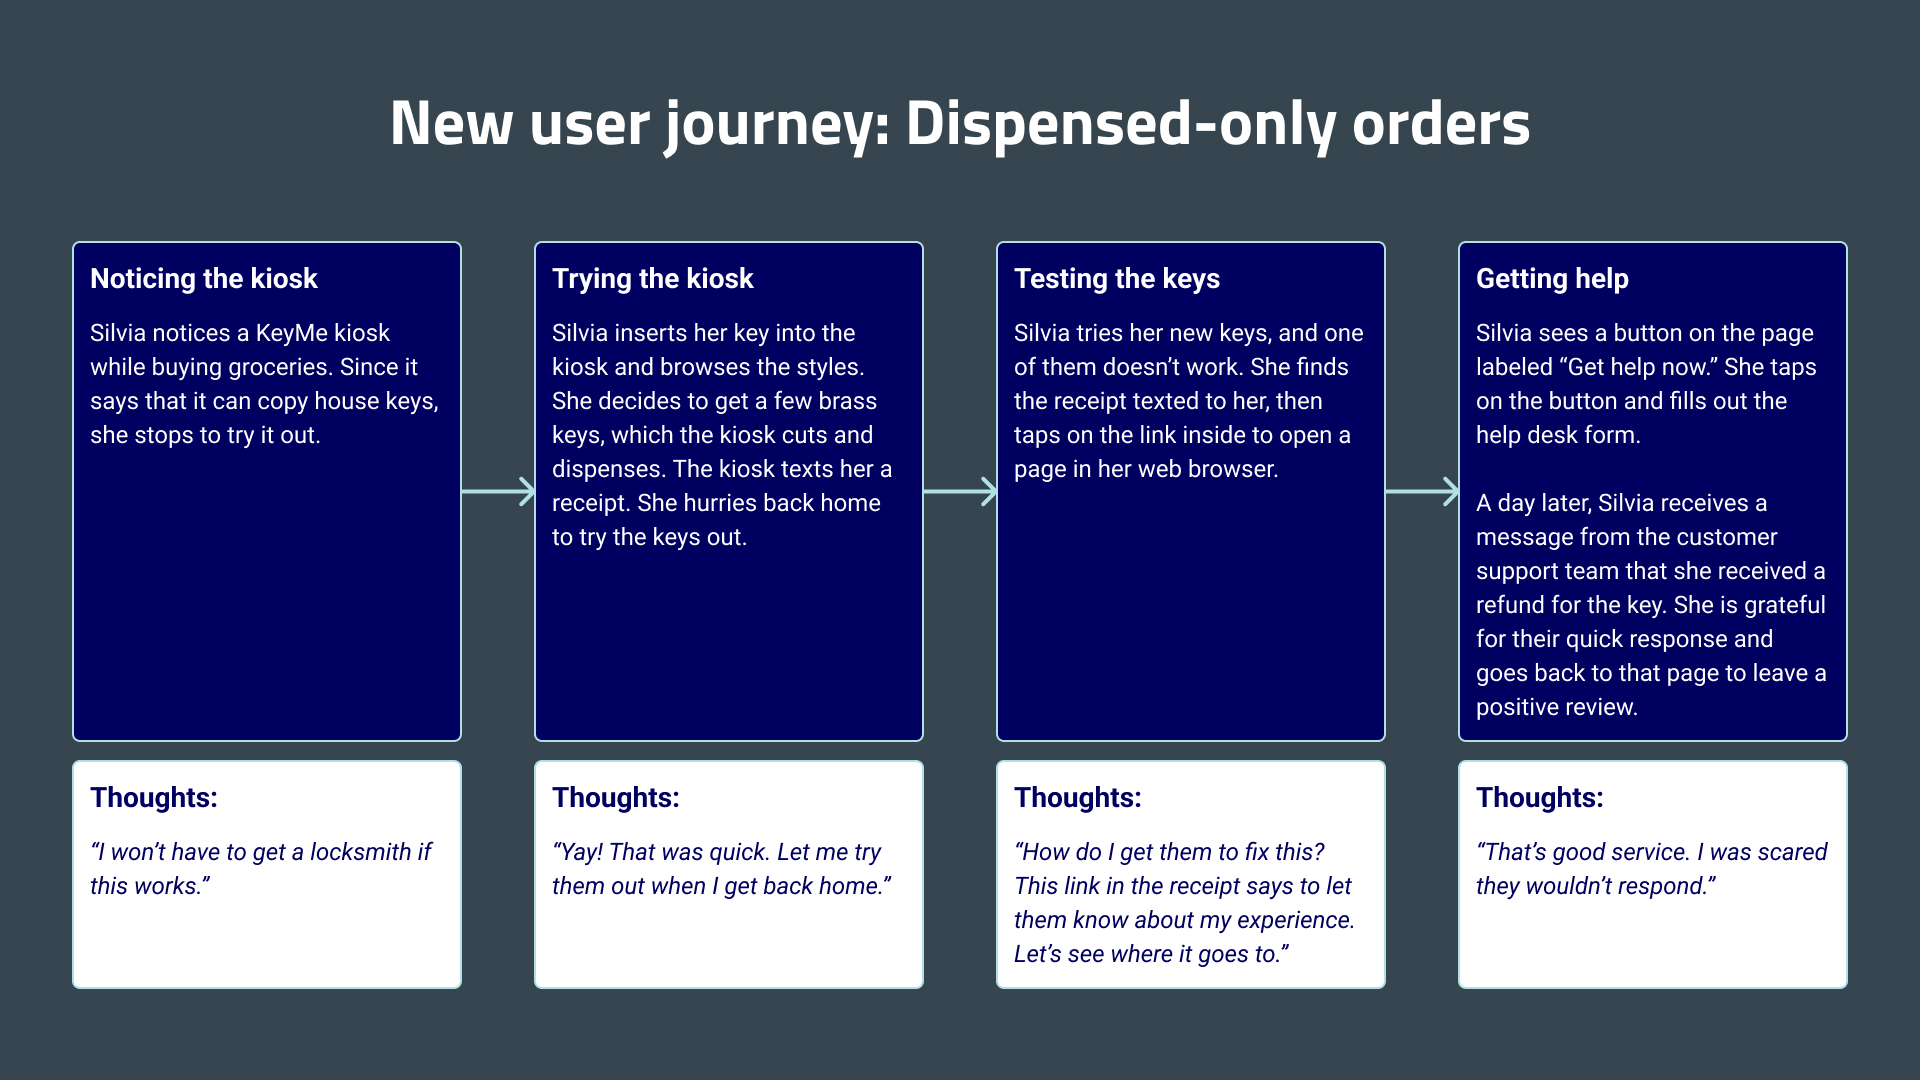 New user journey: Dispensed-only orders
Noticing the kiosk
Silvia notices a KeyMe kiosk
while buying groceries. Since it
says that it can copy house keys,
she stops to try it out.
Trying the kiosk
Silvia inserts her key into the
kiosk and browses the styles.
She decides to get a few brass
keys, which the kiosk cuts and
dispenses. The kiosk texts her a
receipt. She hurries back home
to try the keys out.
Testing the keys
Silvia tries her new keys, and one
of them doesn’t work. She finds
the receipt texted to her, then
taps on the link inside to open a
page in her web browser.
Getting help
Silvia sees a button on the page
labeled “Get help now.” She taps
on the button and fills out the
help desk form.
A day later, Silvia receives a
message from the customer
support team that she received a
refund for the key. She is grateful
for their quick response and
goes back to that page to leave a
positive review.
Thoughts:
“I won’t have to get a locksmith if
this works.”
Thoughts:
“Yay! That was quick. Let me try
them out when I get back home.”
Thoughts:
“How do I get them to fix this?
This link in the receipt says to let
them know about my experience.
Let’s see where it goes to.”
Thoughts:
“That’s good service. I was scared
they wouldn’t respond.”